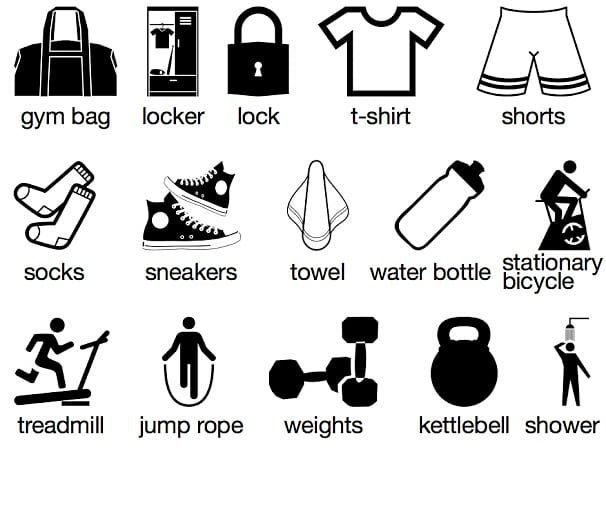 gym bag
locker
lock
t-shirt
shorts
socks
sneakers
towel
water bottle
stationary
bicycle
treadmill
jump rope
weights
kettlebell
shower